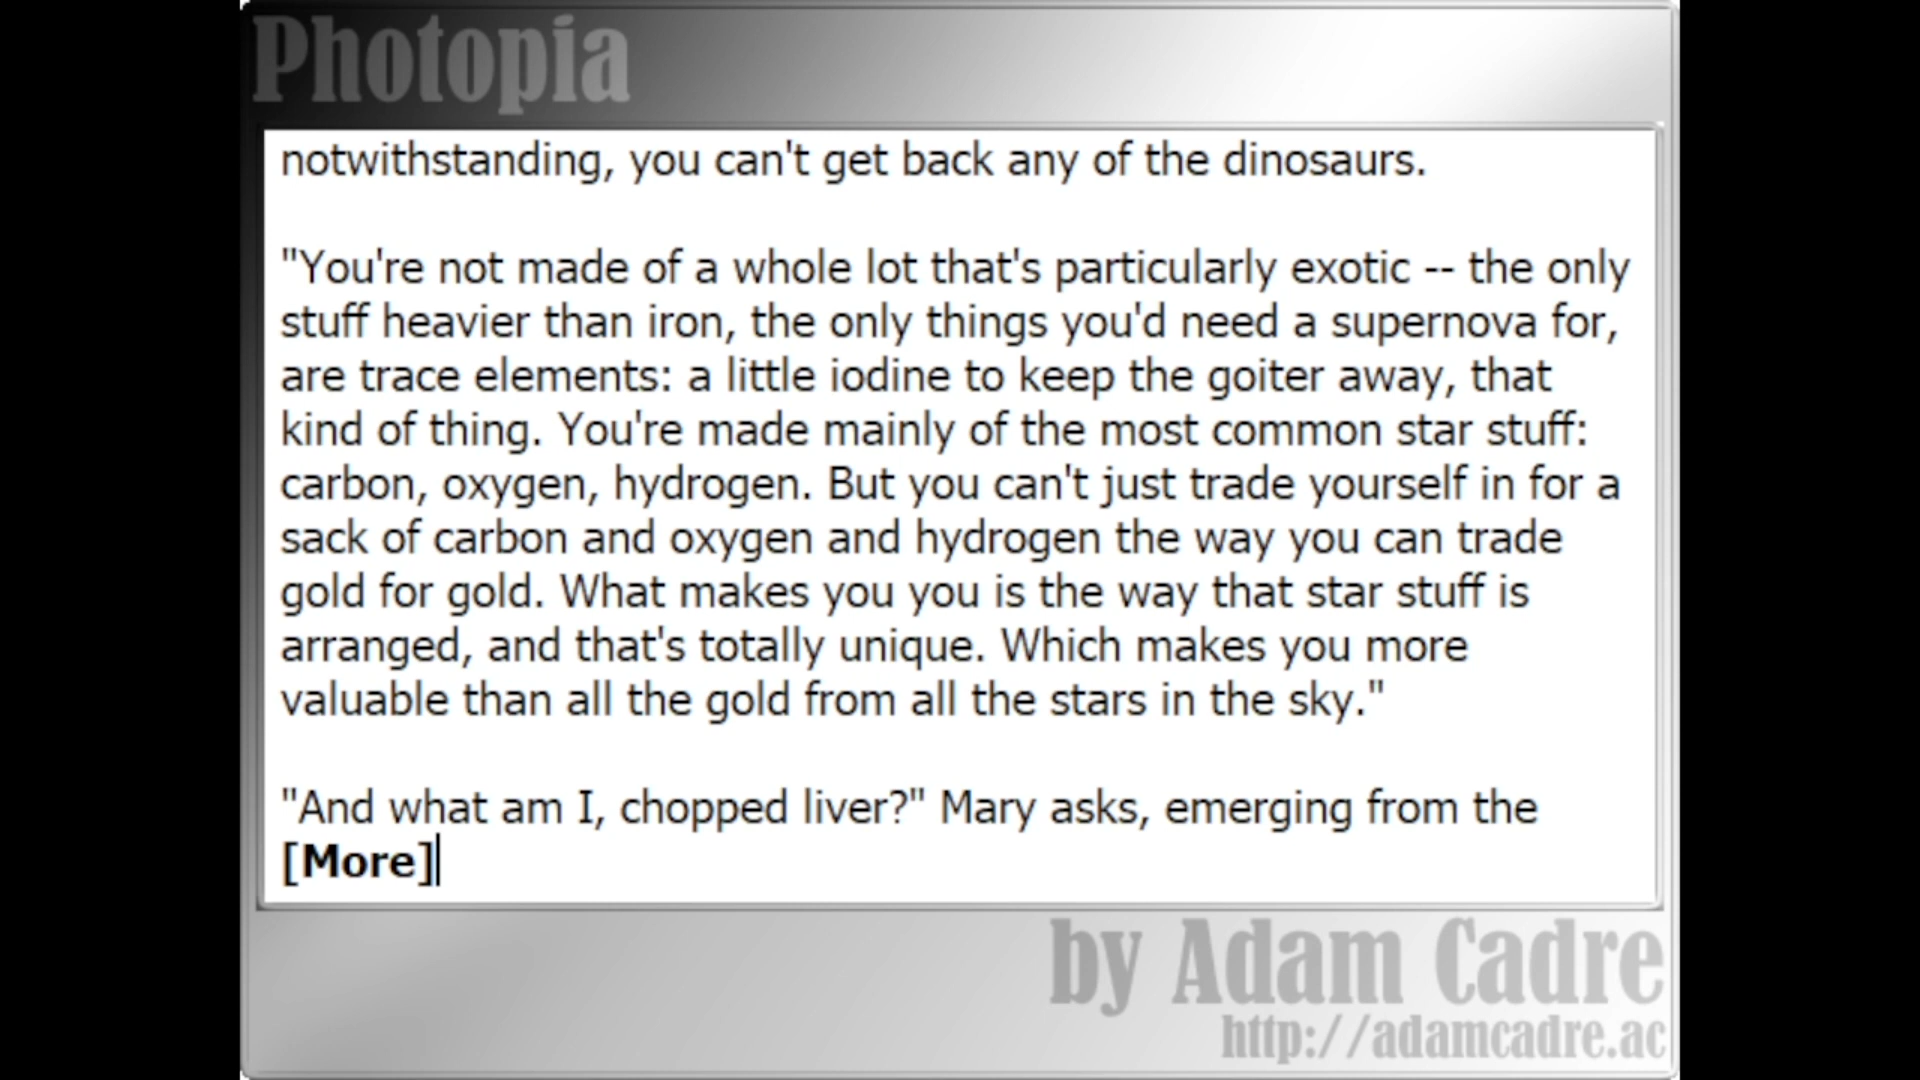 Photopia
notwithstanding, you can't get back any of the dinosaurs.
"You're not made of a whole lot that's particularly exotic -- the only
stuff heavier than iron, the only things you'd need a supernova for,
are trace elements: a little iodine to keep the goiter away, that
kind of thing. You're made mainly of the most common star stuff:
carbon, oxygen, hydrogen. But you can't just trade yourself in for a
sack of carbon and oxygen and hydrogen the way you can trade
gold for gold. What makes you you is the way that star stuff is
arranged, and that's totally unique. Which makes you more
valuable than all the gold from all the stars in the sky."
"And what am I, chopped liver?" Mary asks, emerging from the
[More]
by Adam Cadre
http://adamcadre.ac